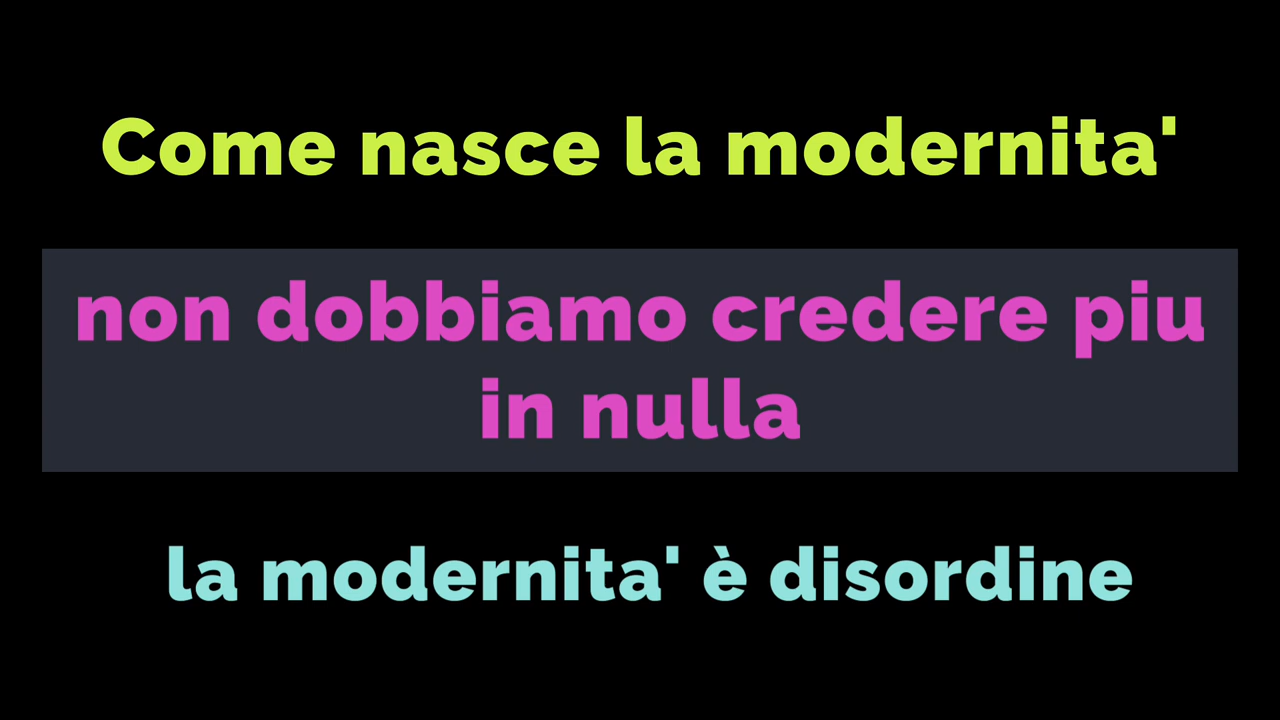 Come nasce la modernita'
non dobbiamo credere piu
in nulla
la modernita' è disordine